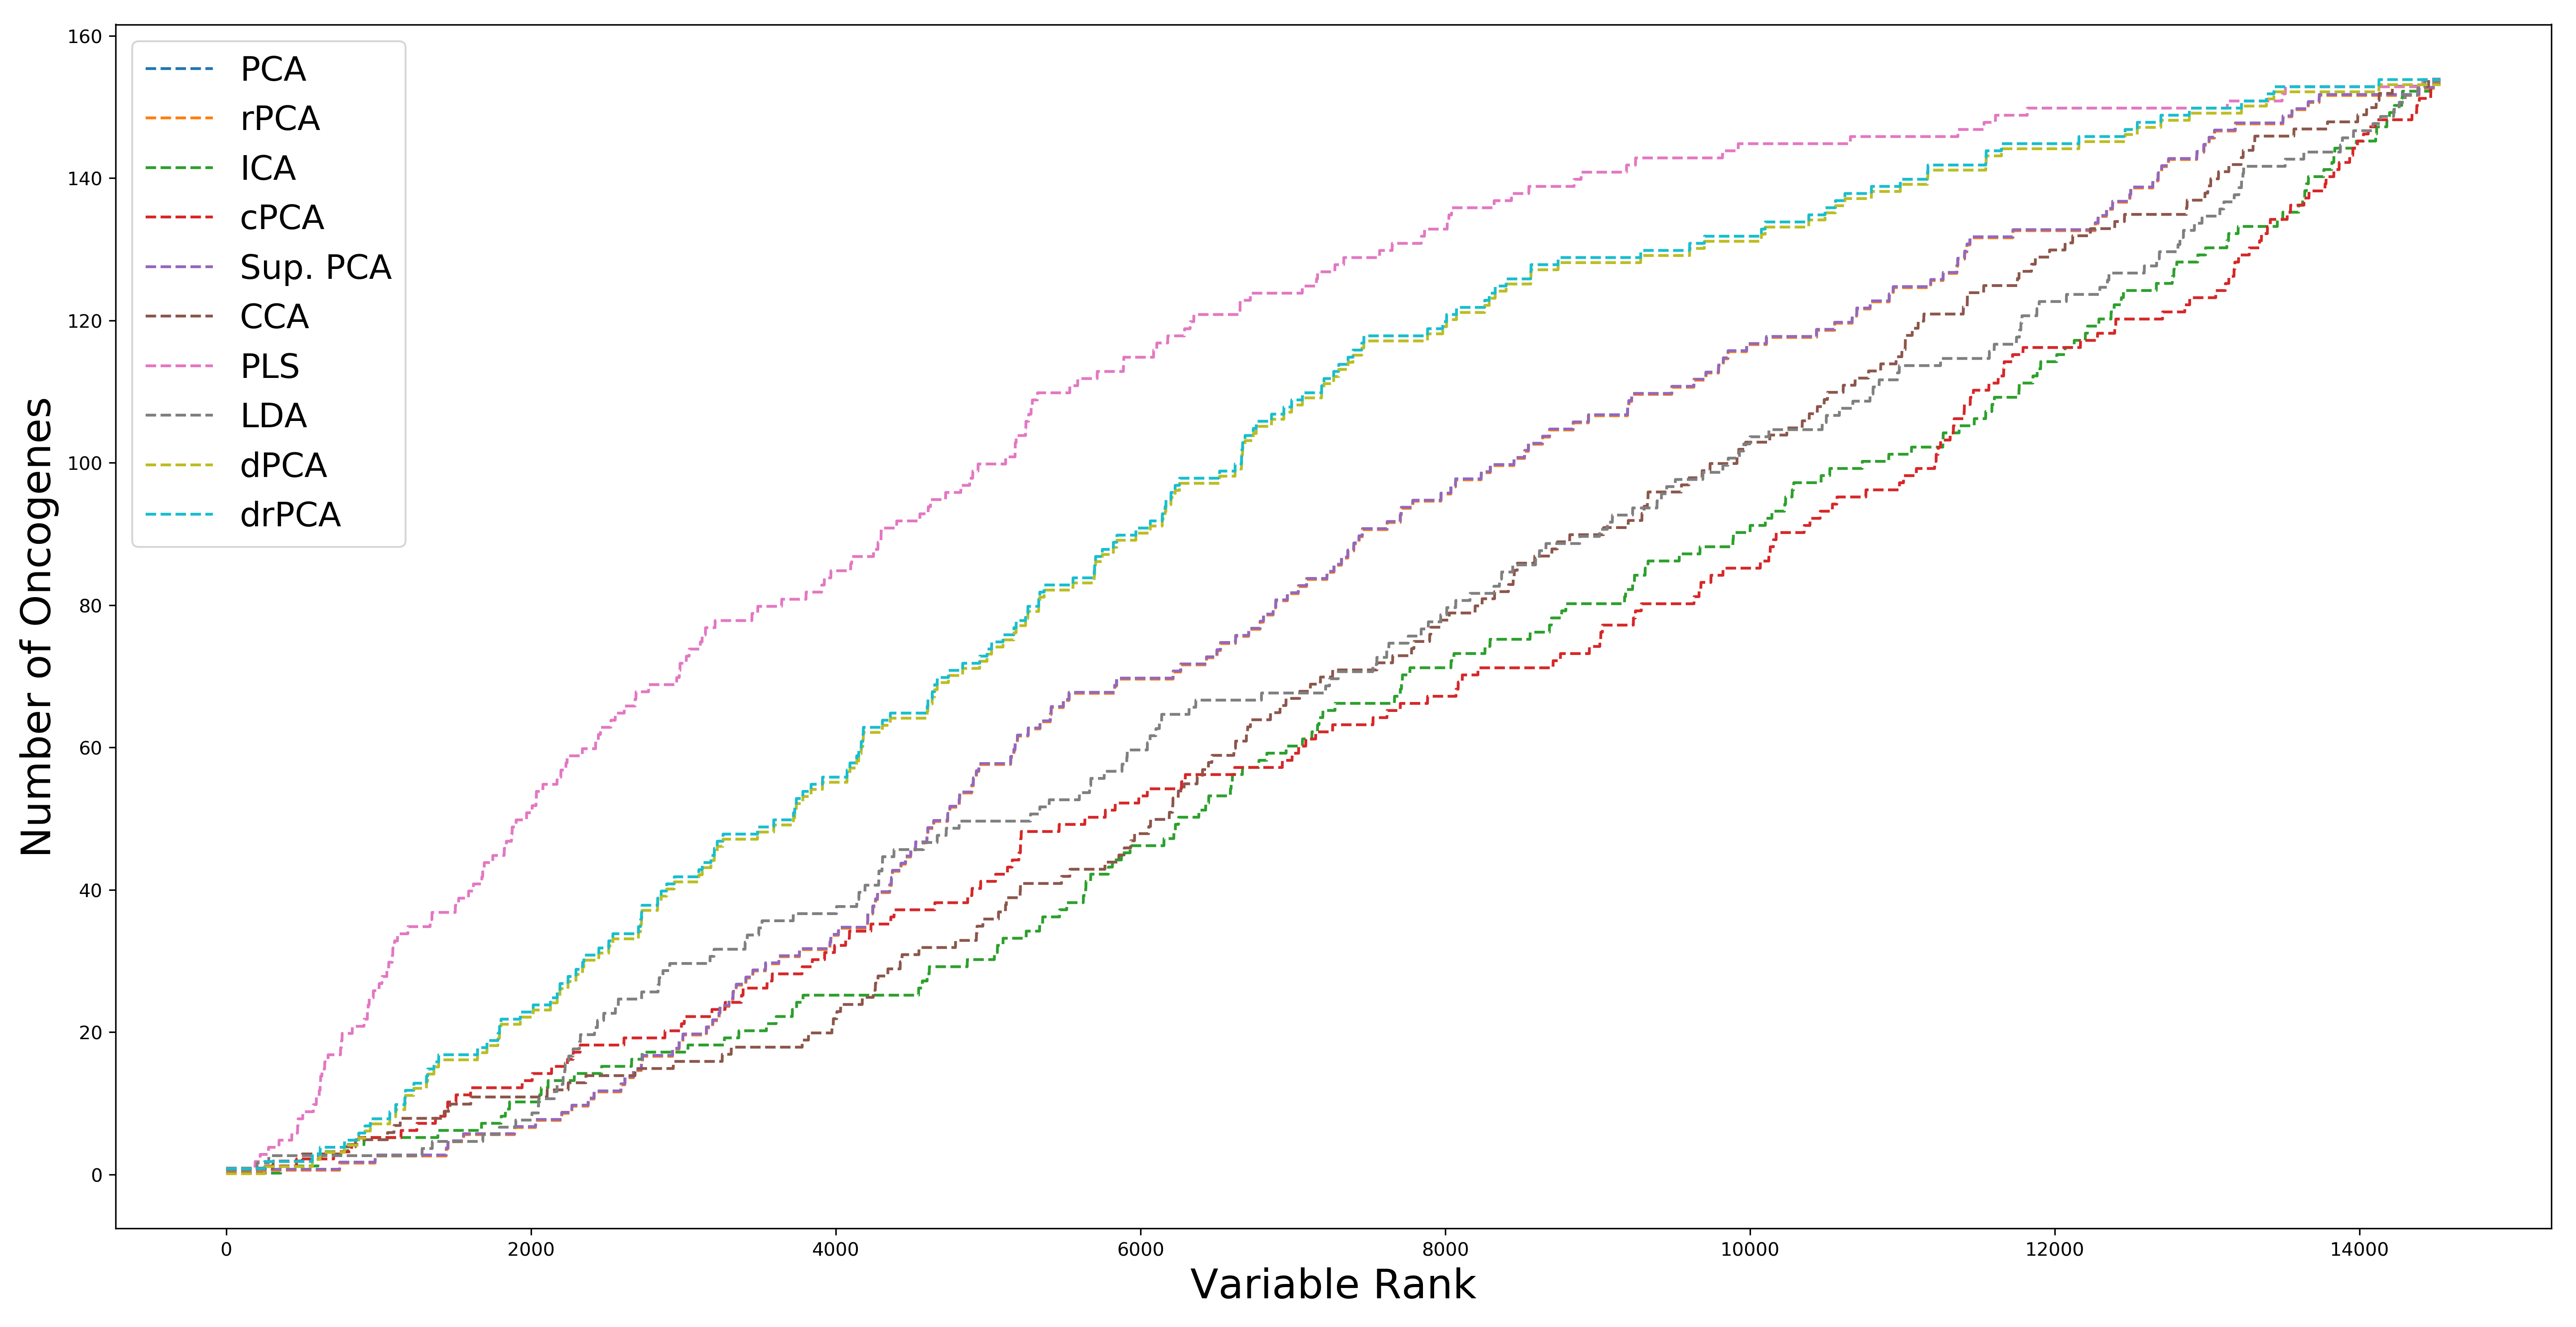 160
140
120
100
80
60
40
20
0
Number of Oncogenes
PCA
rPCA
ICA
cPCA
Sup. PCA
CCA
PLS
LDA
dPCA
drPCA
0 2000 4000 6000 8000 10000 12000 14000
Variable Rank